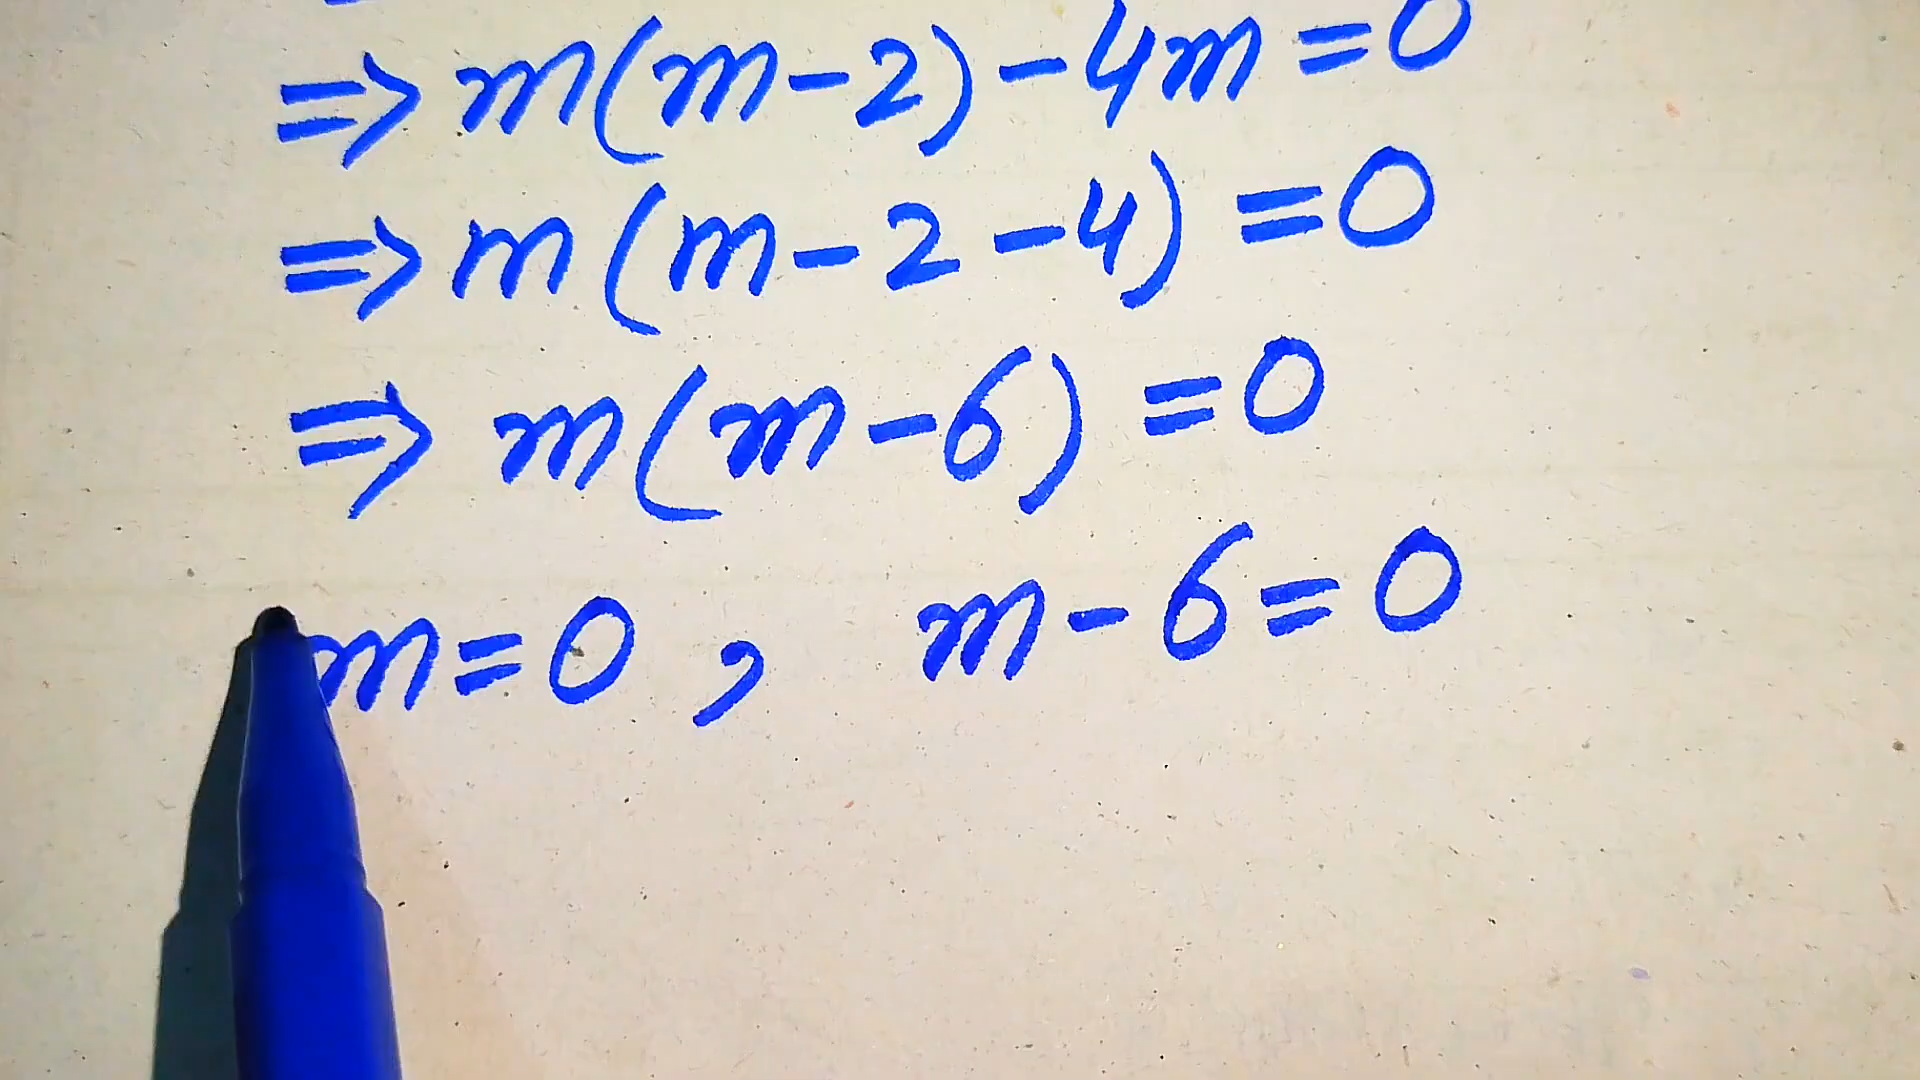 ⇒ m(m-2)-4m=0
⇒ m(m-2-4)=0
⇒ m(m-6)=0
m=0, m-6=0